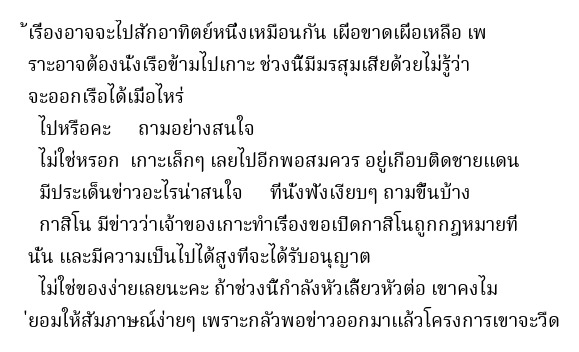 ้เรื่องอาจจะไปสักอาทิตย์หนึ่งเหมือนกัน เผื่อขาดเผื่อเหลือ เพ
ราะอาจต้องนั่งเรือข้ามไปเกาะ ช่วงนี้มีมรสุมเสียด้วยไม่รู้ว่า
จะออกเรือได้เมื่อไหร่
ไปหรือคะ ถามอย่างสนใจ
ไม่ใช่หรอก เกาะเล็กๆ เลยไปอีกพอสมควร อยู่เกือบติดชายแดน
มีประเด็นข่าวอะไรน่าสนใจ ที่นั่งฟังเงียบๆ ถามขึ้นบ้าง
กาสิโน มีข่าวว่าเจ้าของเกาะทำเรื่องขอเปิดกาสิโนถูกกฎหมายที่
นั่น และมีความเป็นไปได้สูงที่จะได้รับอนุญาต
ไม่ใช่ของง่ายเลยนะคะ ถ้าช่วงนี้กำลังหัวเลี้ยวหัวต่อ เขาคงไม
่ยอมให้สัมภาษณ์ง่ายๆ เพราะกลัวพอข่าวออกมาแล้วโครงการเขาจะวืด